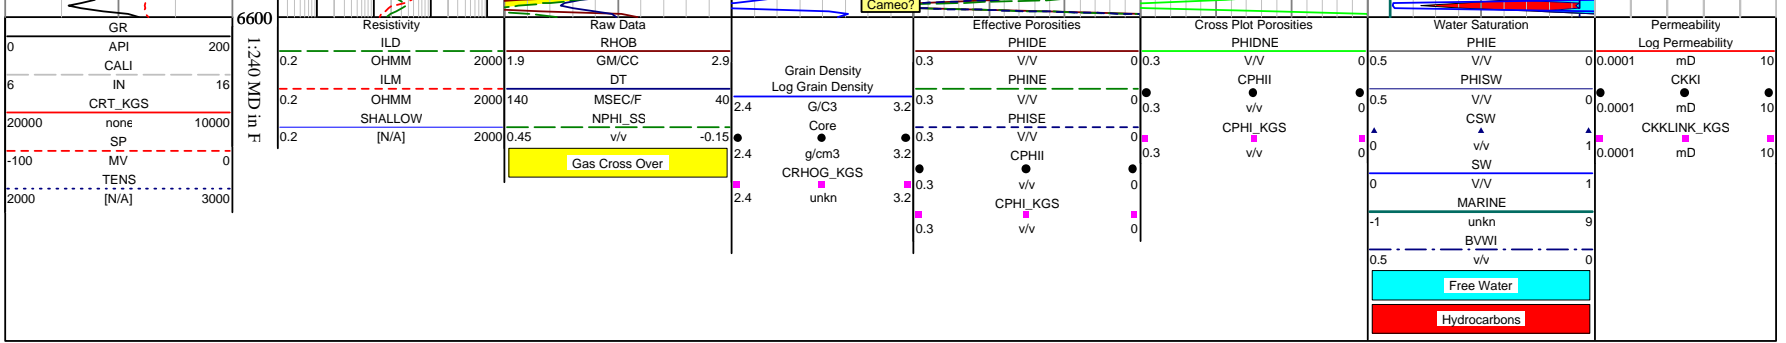 Cameo?
6600
1:240 MD in F
GR
0 API 200
CALI
6 IN 16
CRT_KGS
20000 none 10000
SP
-100 MV 0
TENS
2000 [N/A] 3000
Resistivity
ILD
0.2 OHMM 2000
ILM
0.2 OHMM 2000
SHALLOW
0.2 [N/A] 2000
Raw Data
RHOB
1.9 GM/CC 2.9
DT
140 MSEC/F 40
NPHI_SS
0.45 v/v -0.15
Gas Cross Over
Grain Density
Log Grain Density
2.4 G/C3 3.2
Core
2.4 g/cm3 3.2
CRHOG_KGS
2.4 unkn 3.2
Effective Porosities
PHIDE
0.3 V/V 0
PHINE
0.3 V/V 0
PHISE
0.3 V/V 0
CPHII
0.3 v/v 0
CPHI_KGS
0.3 v/v 0
Cross Plot Porosities
PHIDNE
0.3 V/V 0
CPHII
0.3 v/v 0
CPHI_KGS
0.3 v/v 0
Water Saturation
PHIE
0.5 V/V 0
PHISW
0.5 V/V 0
CSW
0 v/v 1
SW
0 V/V 1
MARINE
-1 unkn 9
BVWI
0.5 v/v 0
Free Water
Hydrocarbons
Permeability
Log Permeability
0.0001 mD 10
CKKI
0.0001 mD 10
CKKLINK_KGS
0.0001 mD 10